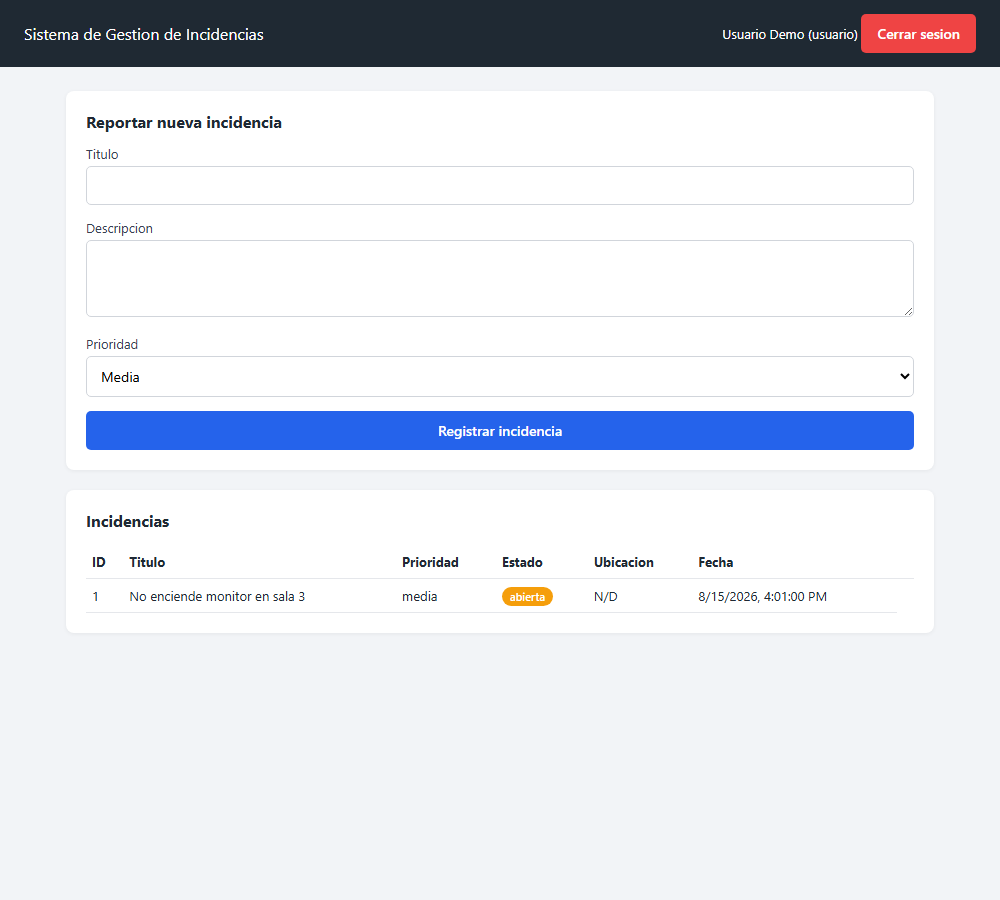 Sistema de Gestion de Incidencias
Usuario Demo (usuario) Cerrar sesion
Reportar nueva incidencia
Titulo
Descripcion
Prioridad
Media
Registrar incidencia
Incidencias
ID Titulo Prioridad Estado Ubicacion Fecha
1 No enciende monitor en sala 3 media abierta N/D 8/15/2026, 4:01:00 PM